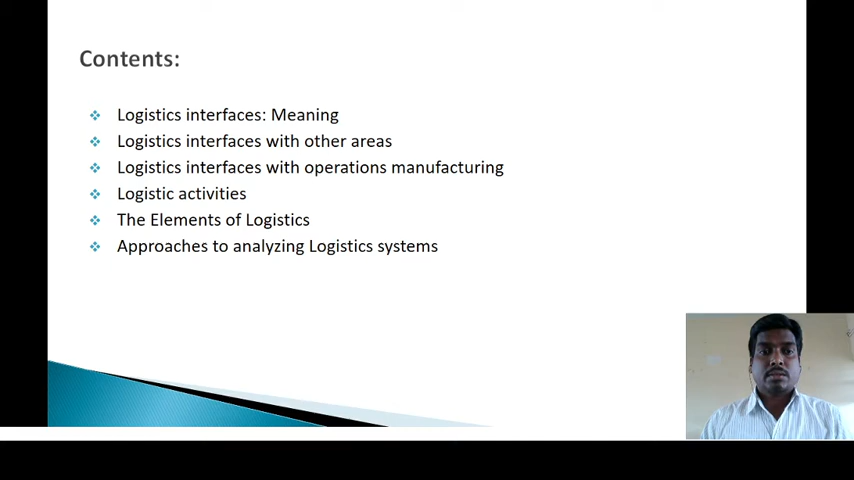 Contents:
Logistics interfaces: Meaning
Logistics interfaces with other areas
Logistics interfaces with operations manufacturing
Logistic activities
The Elements of Logistics
Approaches to analyzing Logistics systems